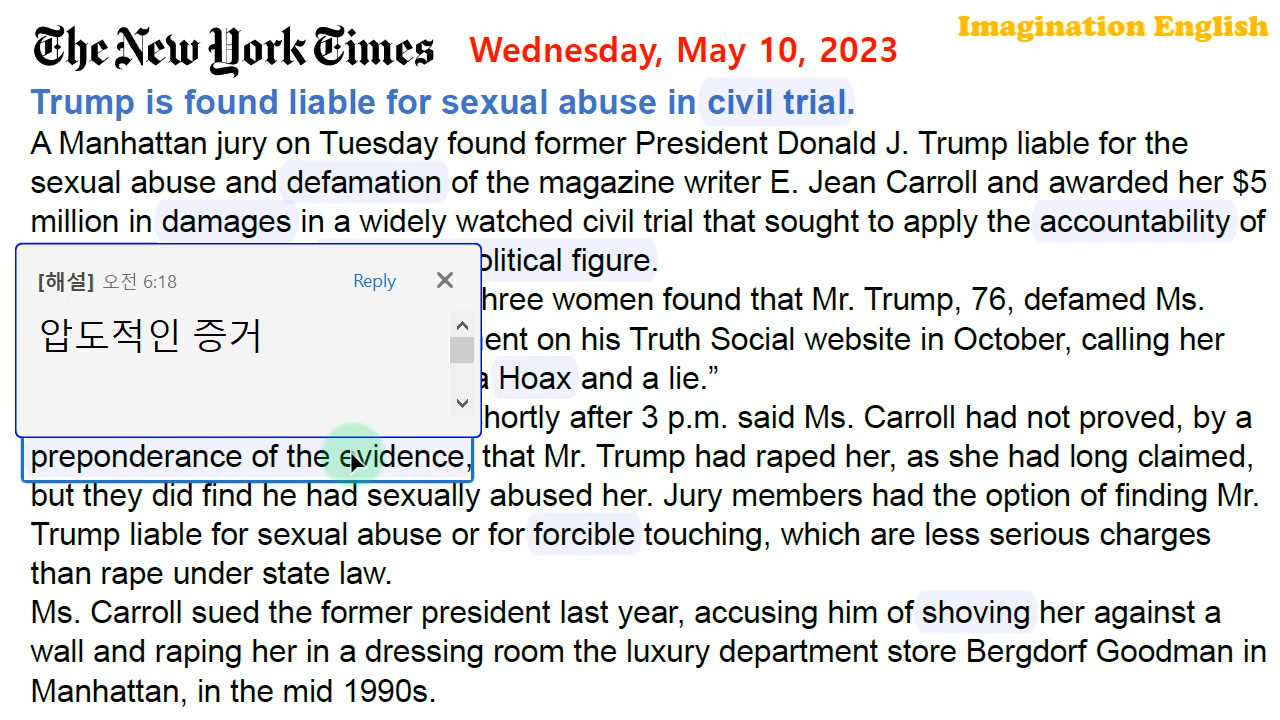 The New York Times Wednesday, May 10, 2023
Imagination English
Trump is found liable for sexual abuse in civil trial.
A Manhattan jury on Tuesday found former President Donald J. Trump liable for the
sexual abuse and defamation of the magazine writer E. Jean Carroll and awarded her $5
million in damages in a widely watched civil trial that sought to apply the accountability of
figure.
[해설] 오전 6:18 Reply
압도적인 증거
three women found that Mr. Trump, 76, defamed Ms.
on his Truth Social website in October, calling her
a Hoax and a lie.”
shortly after 3 p.m. said Ms. Carroll had not proved, by a
preponderance of the evidence, that Mr. Trump had raped her, as she had long claimed,
but they did find he had sexually abused her. Jury members had the option of finding Mr.
Trump liable for sexual abuse or for forcible touching, which are less serious charges
than rape under state law.
Ms. Carroll sued the former president last year, accusing him of shoving her against a
wall and raping her in a dressing room the luxury department store Bergdorf Goodman in
Manhattan, in the mid 1990s.